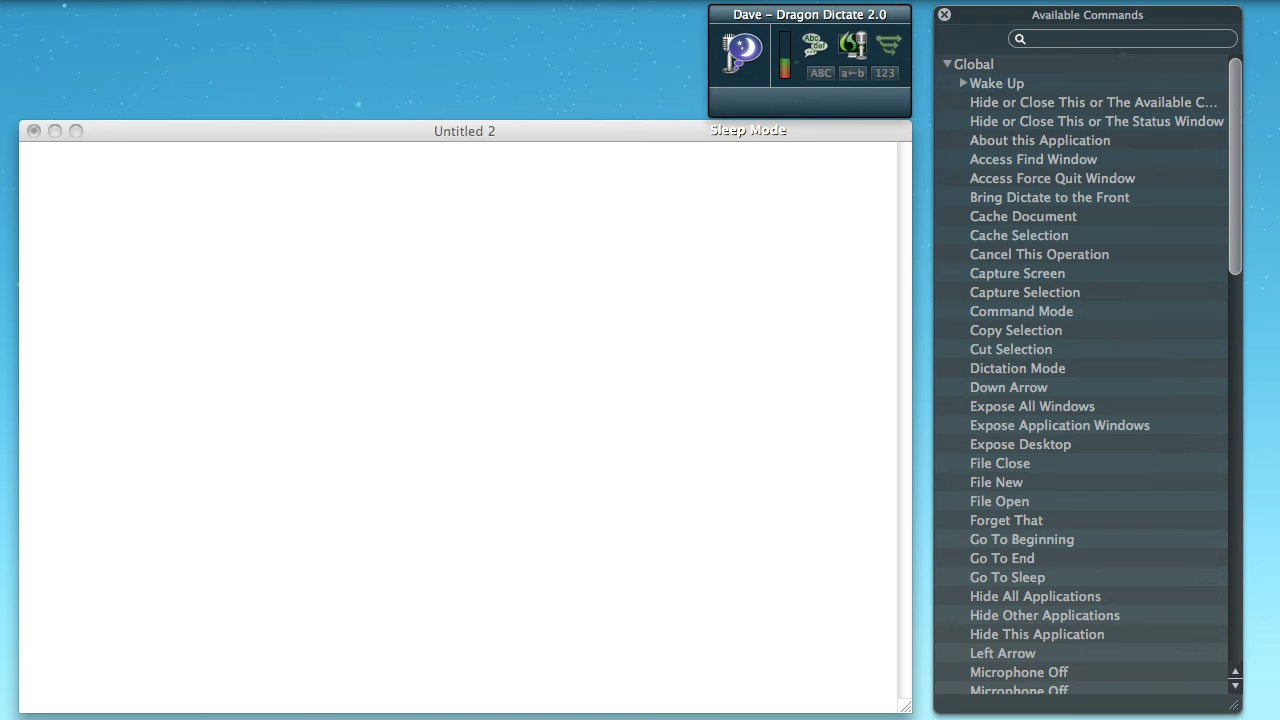 Dave - Dragon Dictate 2.0
Abc
def
ABC
a←b
123
Untitled 2
Sleep Mode
Available Commands
Global
Wake Up
Hide or Close This or The Available C...
Hide or Close This or The Status Window
About this Application
Access Find Window
Access Force Quit Window
Bring Dictate to the Front
Cache Document
Cache Selection
Cancel This Operation
Capture Screen
Capture Selection
Command Mode
Copy Selection
Cut Selection
Dictation Mode
Down Arrow
Expose All Windows
Expose Application Windows
Expose Desktop
File Close
File New
File Open
Forget That
Go To Beginning
Go To End
Go To Sleep
Hide All Applications
Hide Other Applications
Hide This Application
Left Arrow
Microphone Off
Microphone Off